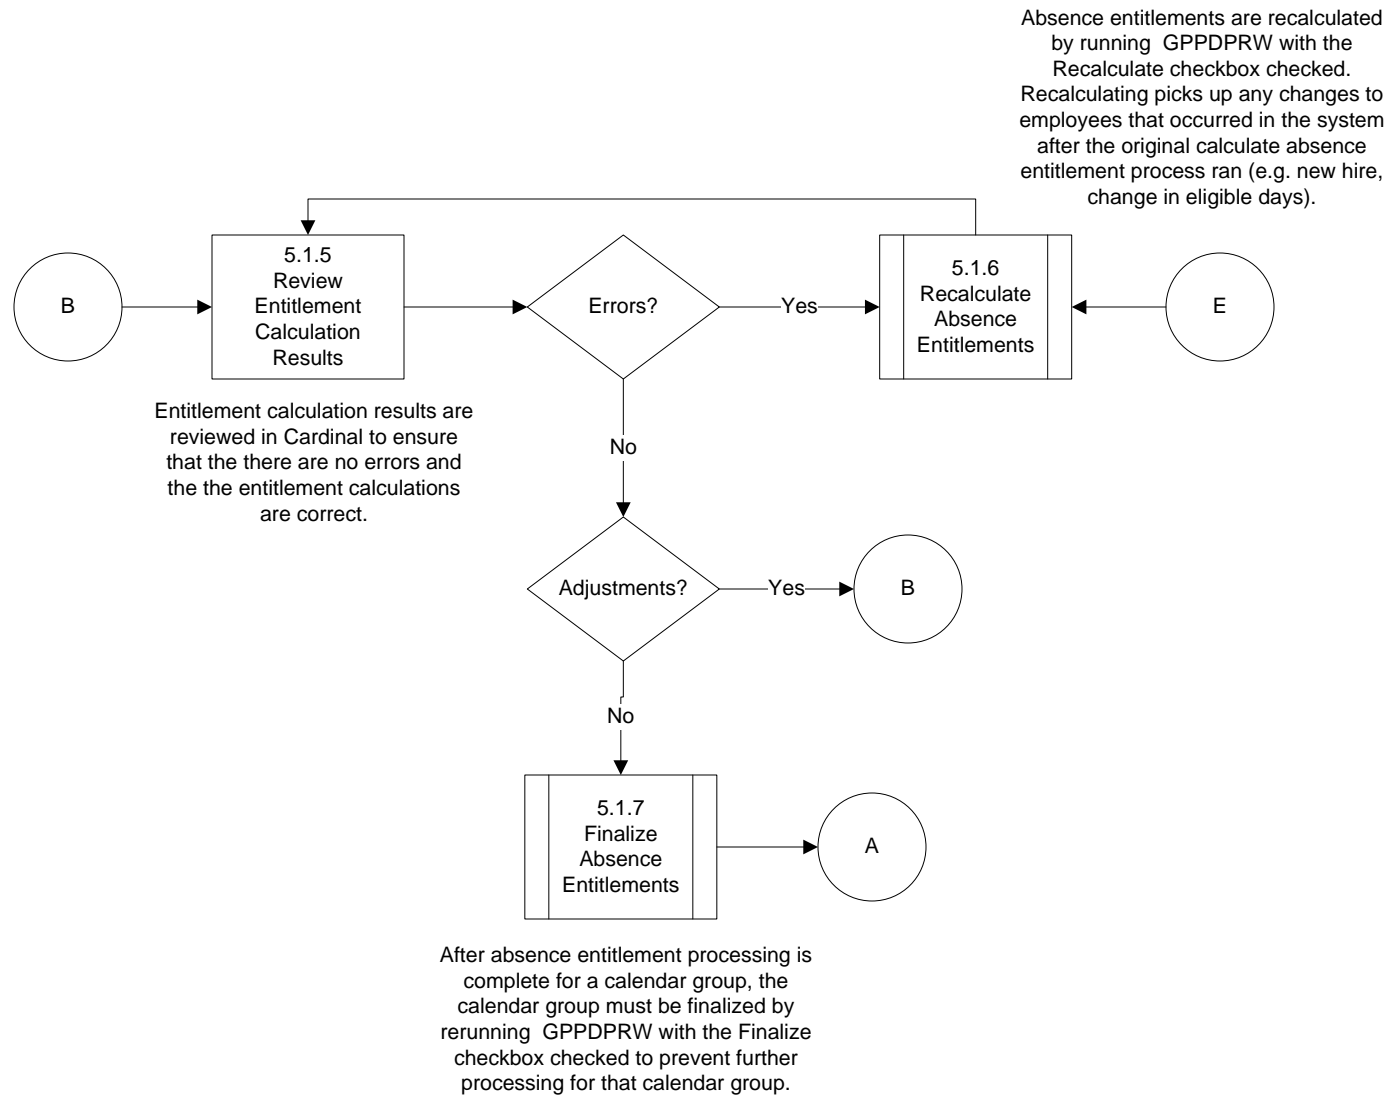 Absence entitlements are recalculated
by running  GPPDPRW with the
Recalculate checkbox checked.
Recalculating picks up any changes to
employees that occurred in the system
after the original calculate absence
entitlement process ran (e.g. new hire,
change in eligible days).
B
5.1.5
Review
Entitlement
Calculation
Results
Errors?
Yes
5.1.6
Recalculate
Absence
Entitlements
E
Entitlement calculation results are
reviewed in Cardinal to ensure
that the there are no errors and
the the entitlement calculations
are correct.
No
Adjustments?
Yes
B
No
5.1.7
Finalize
Absence
Entitlements
A
After absence entitlement processing is
complete for a calendar group, the
calendar group must be finalized by
rerunning  GPPDPRW with the Finalize
checkbox checked to prevent further
processing for that calendar group.